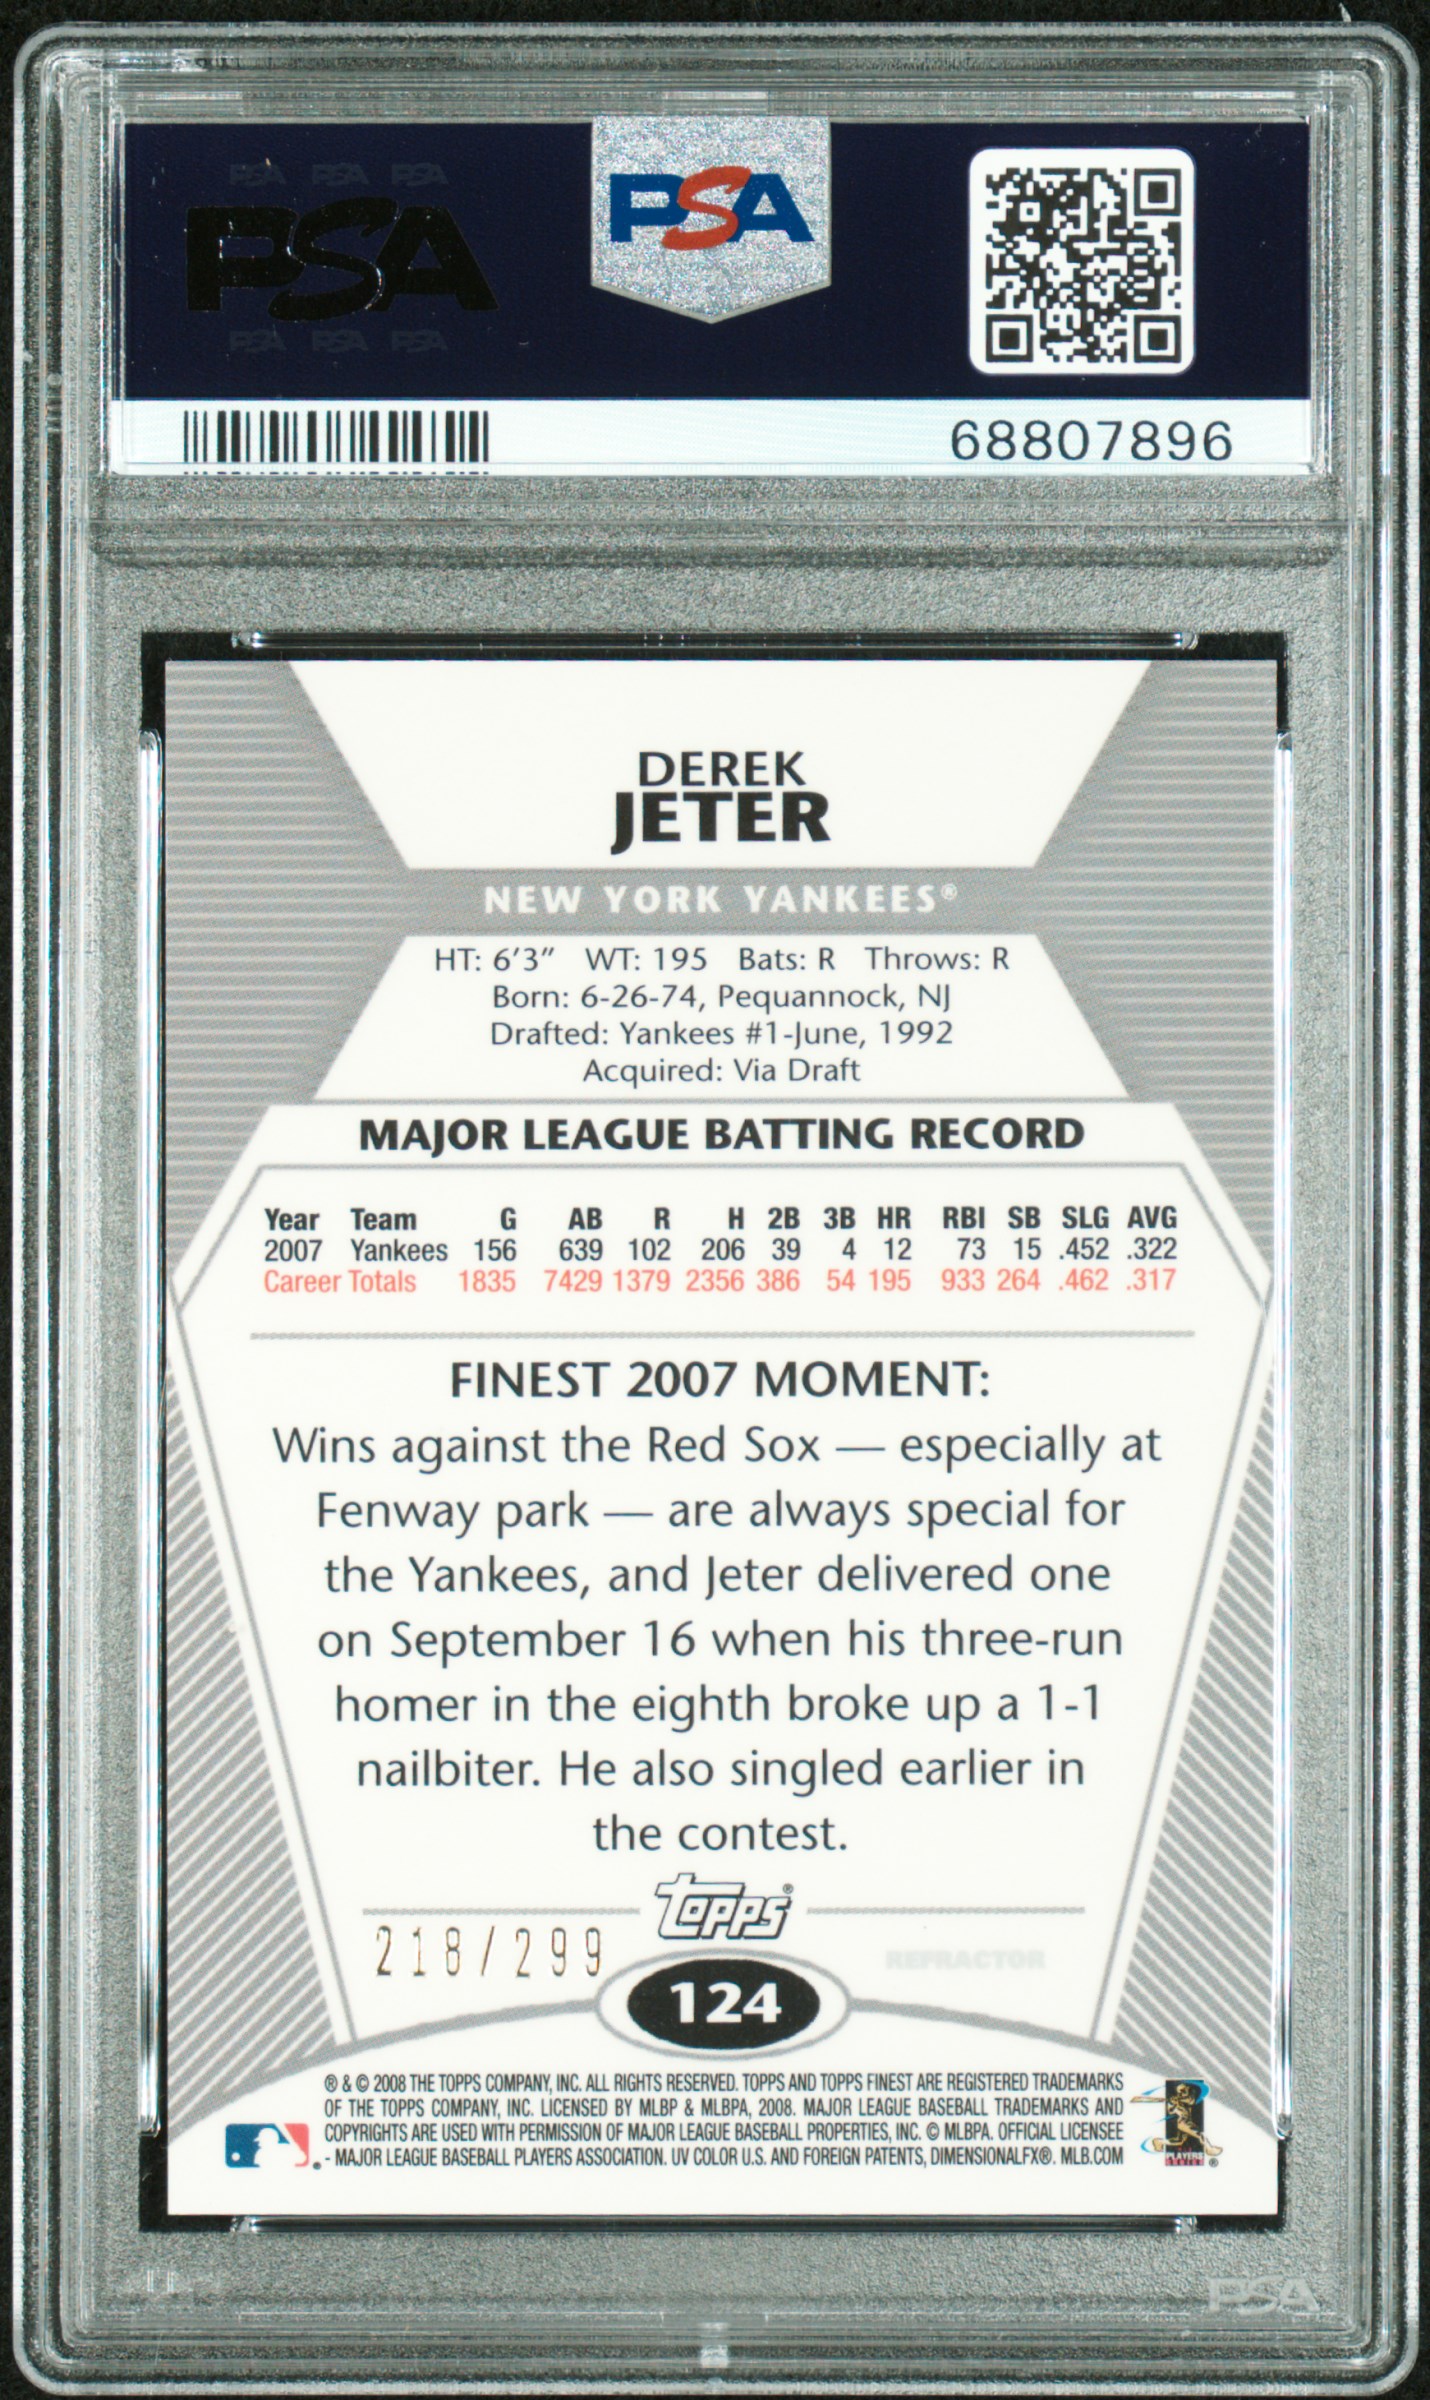 PSA PSA PSA
PSA
PSA PSA PSA
PSA
68807896
DEREK
JETER
NEW YORK YANKEES®
HT: 6'3" WT: 195 Bats: R Throws: R
Born: 6-26-74, Pequannock, NJ
Drafted: Yankees #1-June, 1992
Acquired: Via Draft
MAJOR LEAGUE BATTING RECORD
Year Team G AB R H 2B 3B HR RBI SB SLG AVG
2007 Yankees 156 639 102 206 39 4 12 73 15 .452 .322
Career Totals 1835 7429 1379 2356 386 54 195 933 264 .462 .317
FINEST 2007 MOMENT:
Wins against the Red Sox — especially at
Fenway park — are always special for
the Yankees, and Jeter delivered one
on September 16 when his three-run
homer in the eighth broke up a 1-1
nailbiter. He also singled earlier in
the contest.
Topps®
218/299
REFRACTOR
124
® & © 2008 THE TOPPS COMPANY, INC. ALL RIGHTS RESERVED. TOPPS AND TOPPS FINEST ARE REGISTERED TRADEMARKS
OF THE TOPPS COMPANY, INC. LICENSED BY MLBP & MLBPA, 2008. MAJOR LEAGUE BASEBALL TRADEMARKS AND
COPYRIGHTS ARE USED WITH PERMISSION OF MAJOR LEAGUE BASEBALL PROPERTIES, INC. © MLBPA. OFFICIAL LICENSEE
- MAJOR LEAGUE BASEBALL PLAYERS ASSOCIATION. UV COLOR U.S. AND FOREIGN PATENTS, DIMENSIONALFX®. MLB.COM
PLAYERS
®
PSA